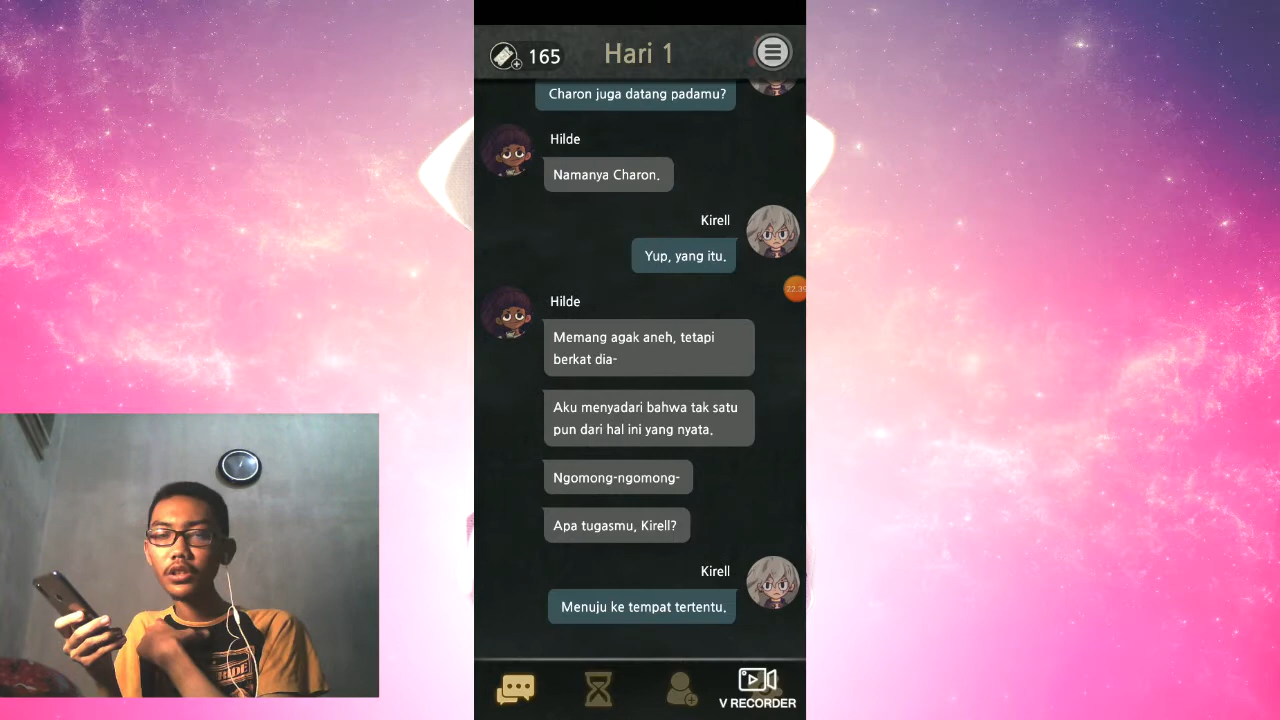 165
Hari 1
Charon juga datang padamu?
Hilde
Namanya Charon.
Kirell
Yup, yang itu.
22.39
Hilde
Memang agak aneh, tetapi
berkat dia-
Aku menyadari bahwa tak satu
pun dari hal ini yang nyata.
Ngomong-ngomong-
Apa tugasmu, Kirell?
Kirell
Menuju ke tempat tertentu.
V RECORDER